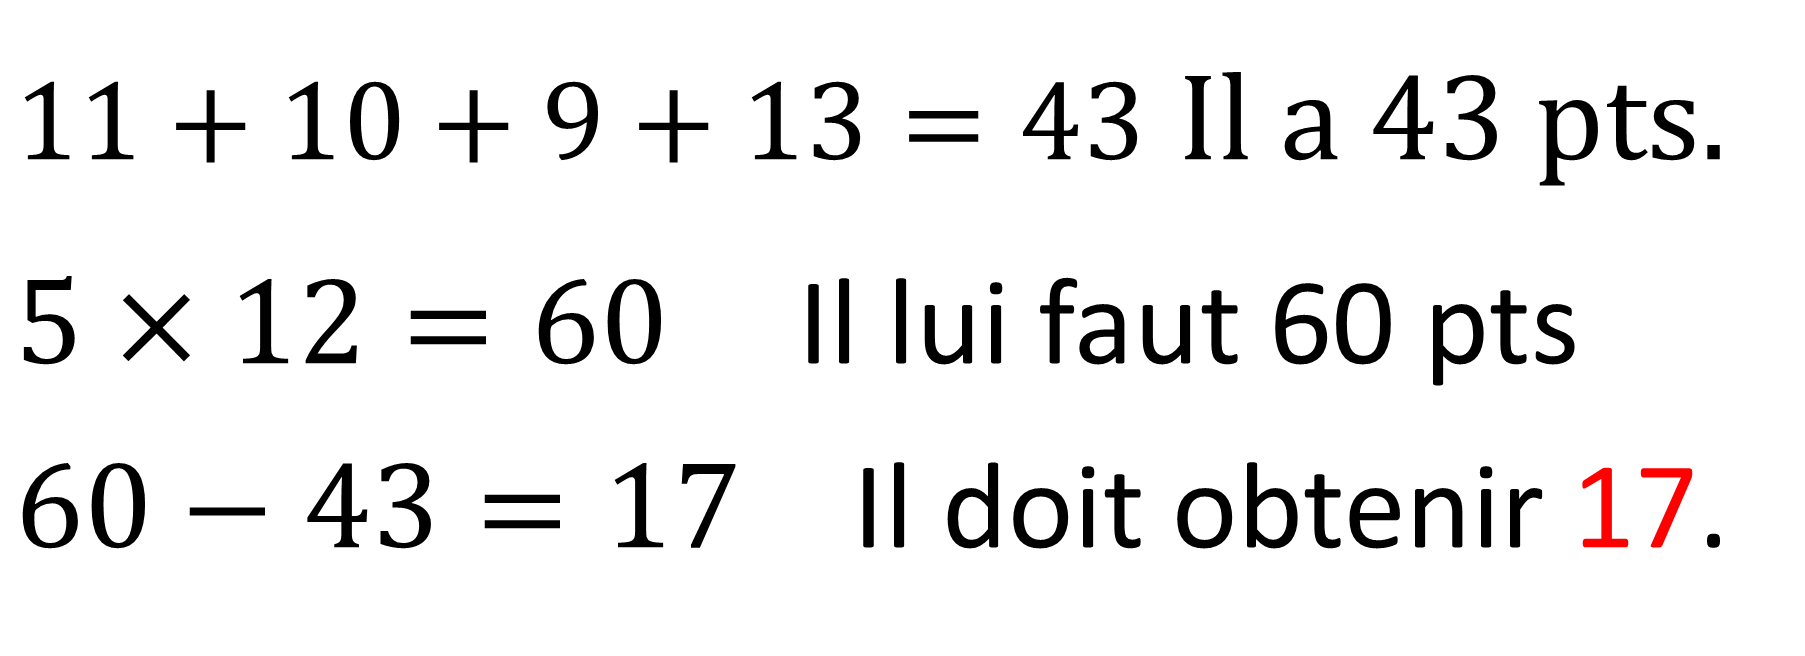 11 + 10 + 9 + 13 = 43 Il a 43 pts.
5 × 12 = 60 Il lui faut 60 pts
60 − 43 = 17 Il doit obtenir 17.